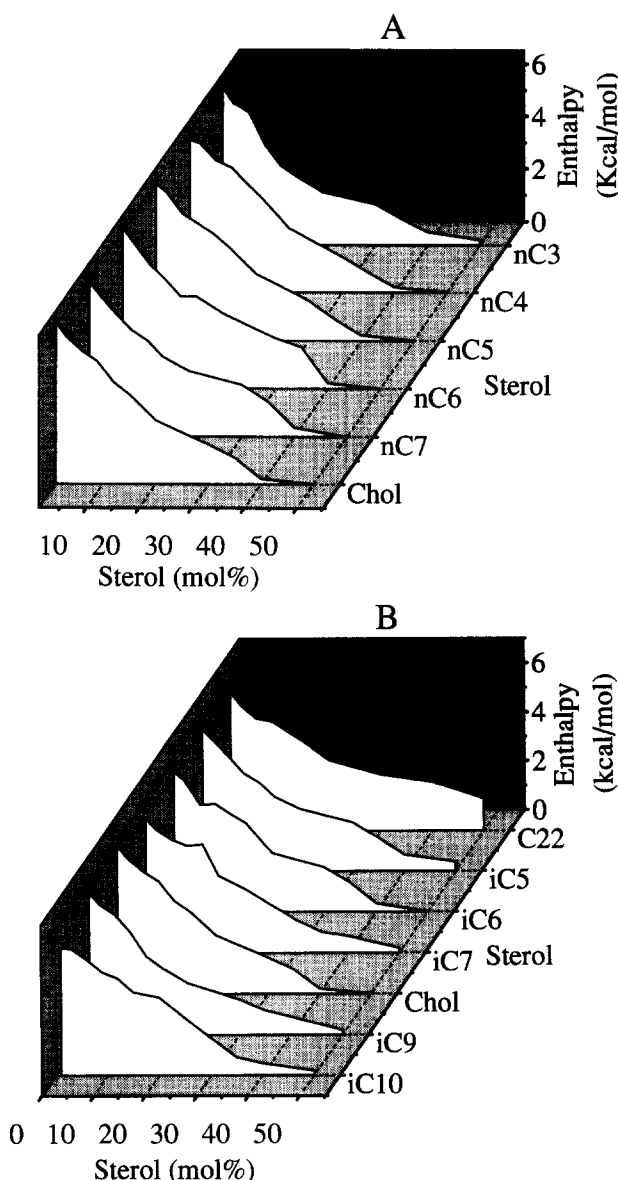 A
6
4
2
0
Enthalpy
(Kcal/mol)
nC3
nC4
nC5
nC6
nC7
Chol
Sterol
10 20 30 40 50
Sterol (mol%)
B
6
4
2
0
Enthalpy
(kcal/mol)
C22
iC5
iC6
iC7
Chol
iC9
iC10
Sterol
0 10 20 30 40 50
Sterol (mol%)